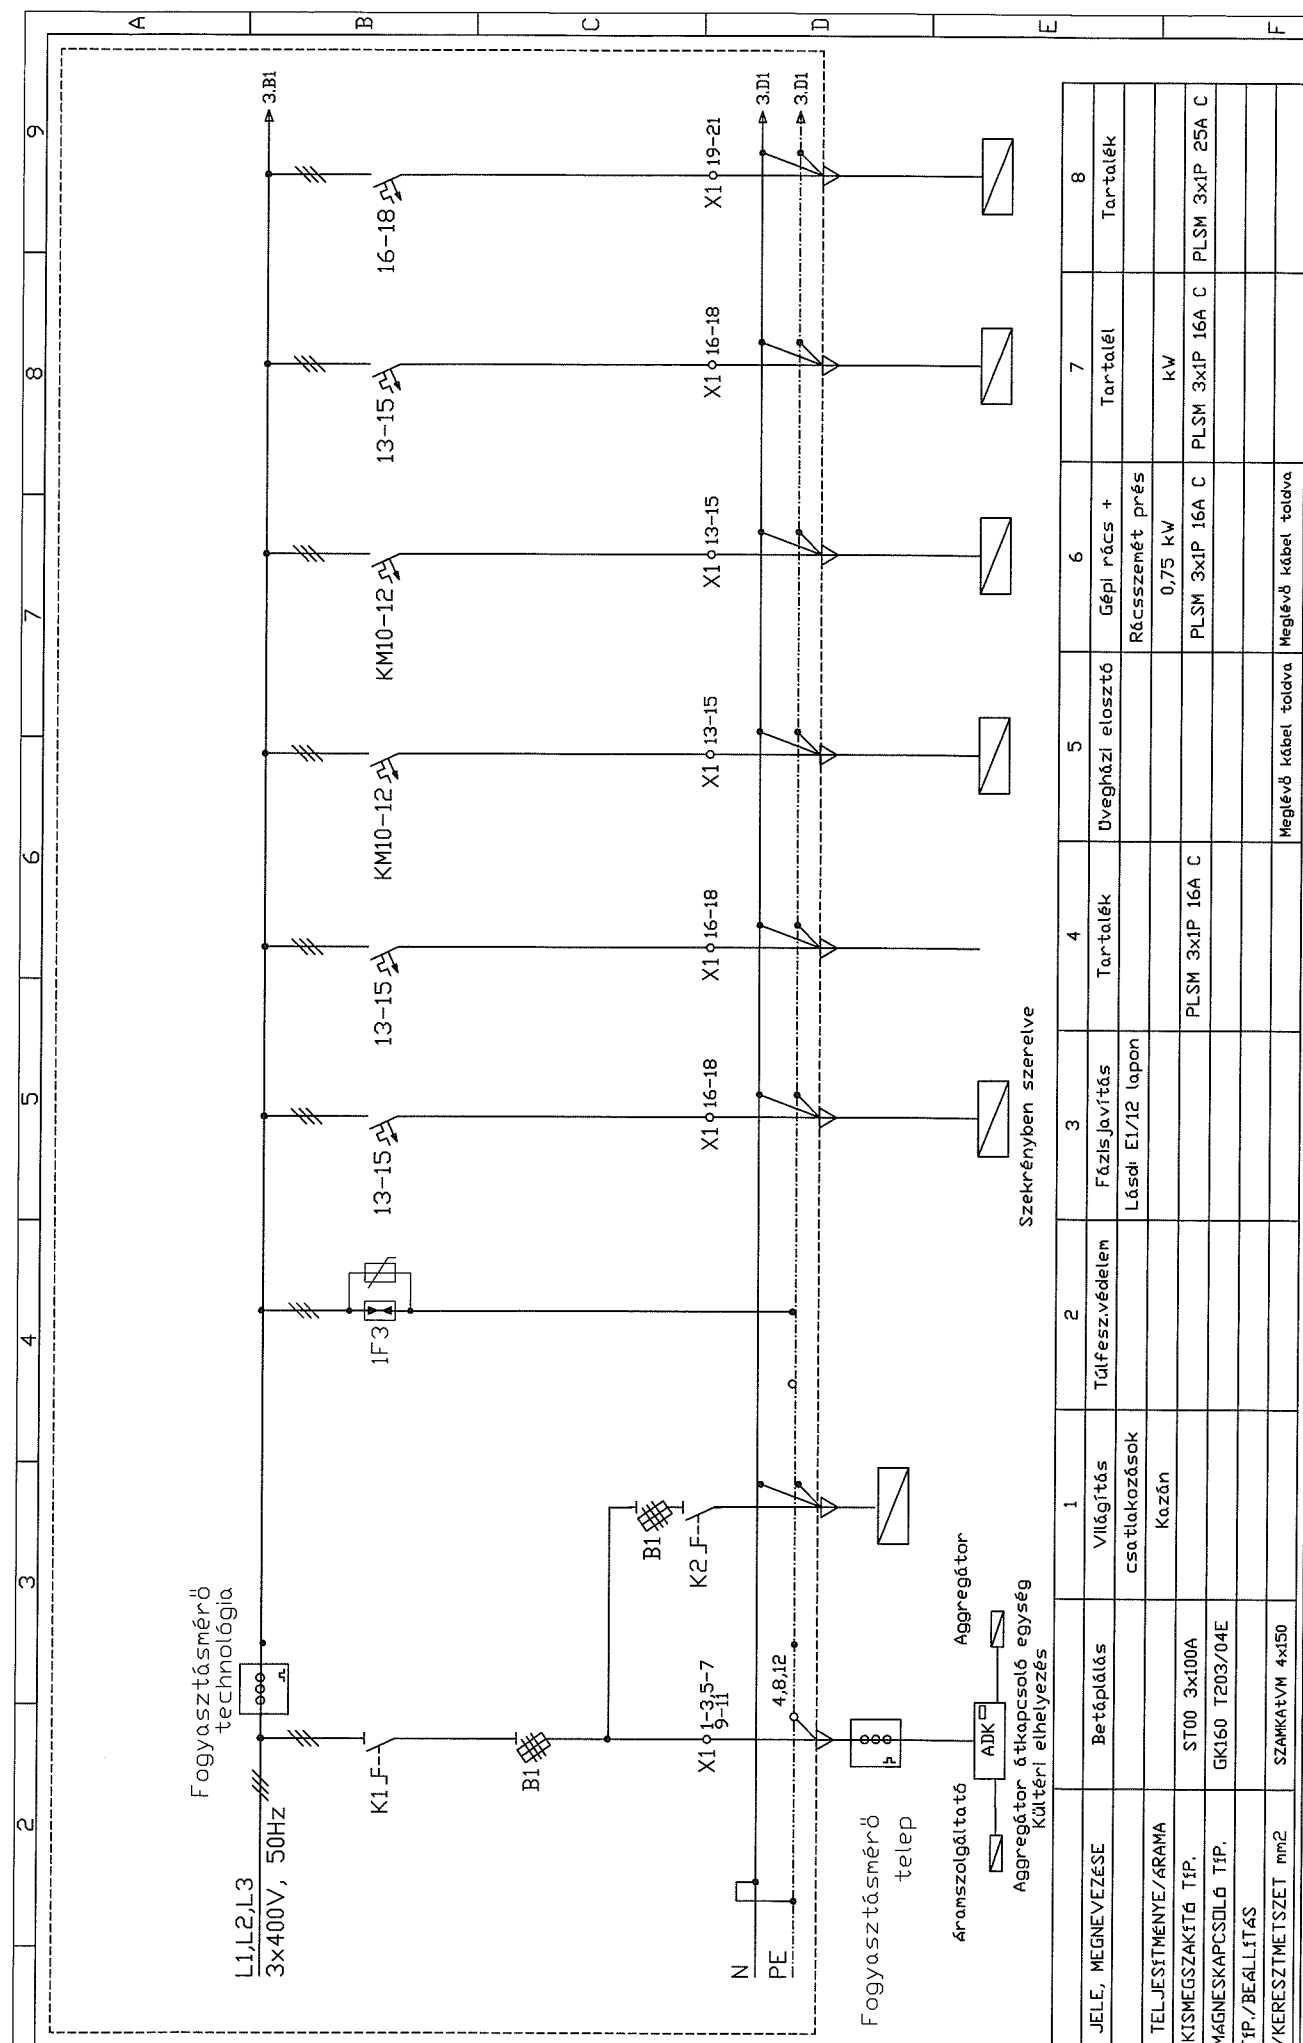 2
3
4
5
6
7
8
9
A
B
C
D
E
F
L1,L2,L3
3x400V, 50Hz
Fogyasztásmérő
technológia
3.B1
K1
B1
X1
1-3,5-7
9-11
4,8,12
B1
K2
1F3
13-15
13-15
KM10-12
KM10-12
13-15
16-18
X1 16-18
X1 16-18
X1 13-15
X1 13-15
X1 16-18
X1 19-21
N
PE
3.D1
3.D1
Fogyasztásmérő
telep
Áramszolgáltató
ADK
Aggregátor
Aggregátor átkapcsoló egység
Kültéri elhelyezés
Szekrényben szerelve
1 2 3 4 5 6 7 8
JELE, MEGNEVEZÉSE Betáplálás Világítás Túlfesz.védelem Fázisjavítás Tartalék Üvegházi elosztó Gépi rács + Tartalél Tartalék
csatlakozások Lásd: E1/12 lapon Rácsszemét prés
TELJESÍTMÉNYE/ÁRAMA Kazán 0,75 kW kW
KISMEGSZAKÍTÓ TÍP. ST00 3x100A PLSM 3x1P 16A C PLSM 3x1P 16A C PLSM 3x1P 16A C PLSM 3x1P 25A C
MÁGNESKAPCSOLÓ TÍP. GK160 T203/04E
TÍP./BEÁLLÍTÁS
/KERESZTMETSZET mm2 SZAMKAtVM 4x150 Meglévő kábel toldva Meglévő kábel toldva